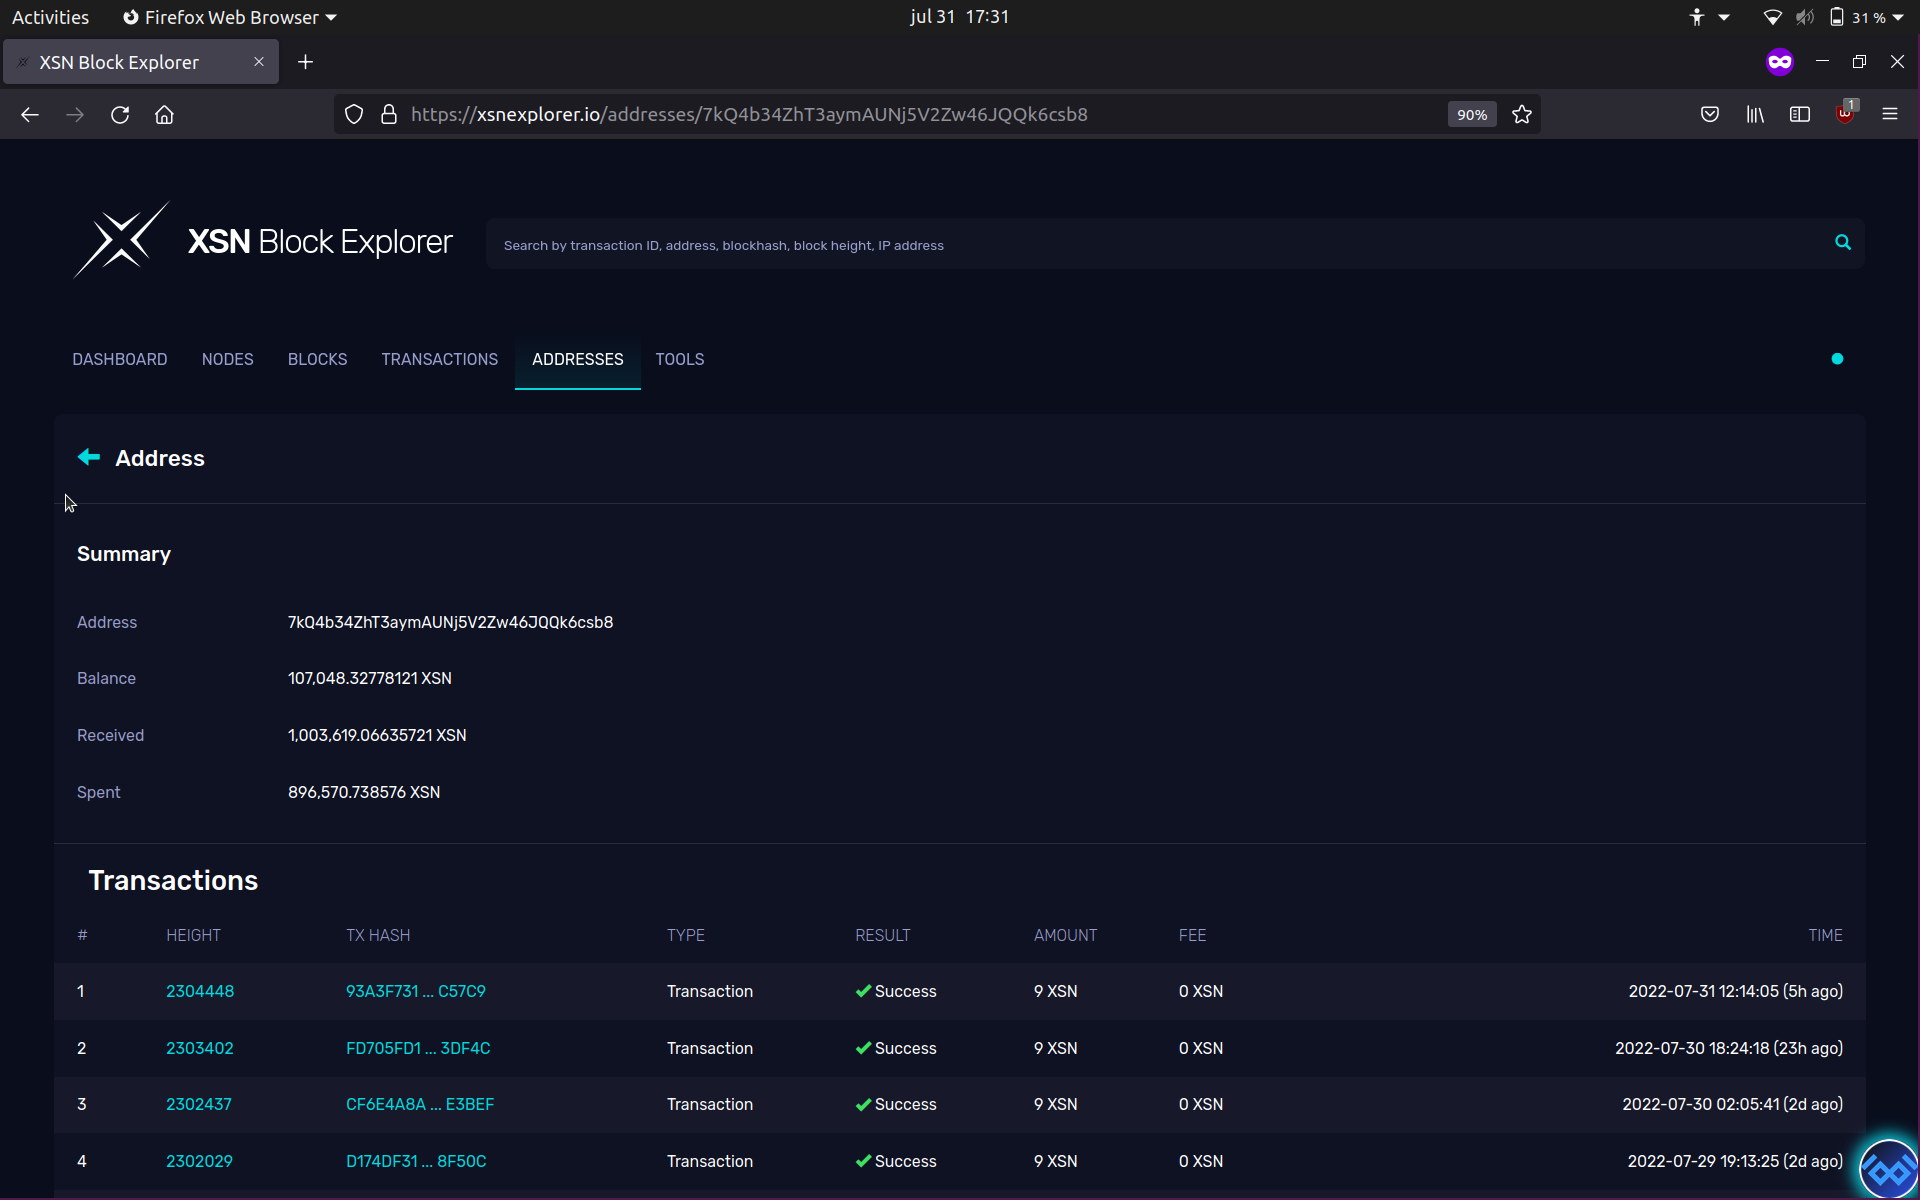 Activities Firefox Web Browser jul 31 17:31 31 %
XSN Block Explorer
https://xsnexplorer.io/addresses/7kQ4b34ZhT3aymAUNj5V2Zw46JQQk6csb8 90% 1
XSN Block Explorer Search by transaction ID, address, blockhash, block height, IP address
DASHBOARD NODES BLOCKS TRANSACTIONS ADDRESSES TOOLS
Address
Summary
Address 7kQ4b34ZhT3aymAUNj5V2Zw46JQQk6csb8
Balance 107,048.32778121 XSN
Received 1,003,619.06635721 XSN
Spent 896,570.738576 XSN
Transactions
# HEIGHT TX HASH TYPE RESULT AMOUNT FEE TIME
1 2304448 93A3F731 ... C57C9 Transaction Success 9 XSN 0 XSN 2022-07-31 12:14:05 (5h ago)
2 2303402 FD705FD1 ... 3DF4C Transaction Success 9 XSN 0 XSN 2022-07-30 18:24:18 (23h ago)
3 2302437 CF6E4A8A ... E3BEF Transaction Success 9 XSN 0 XSN 2022-07-30 02:05:41 (2d ago)
4 2302029 D174DF31 ... 8F50C Transaction Success 9 XSN 0 XSN 2022-07-29 19:13:25 (2d ago)